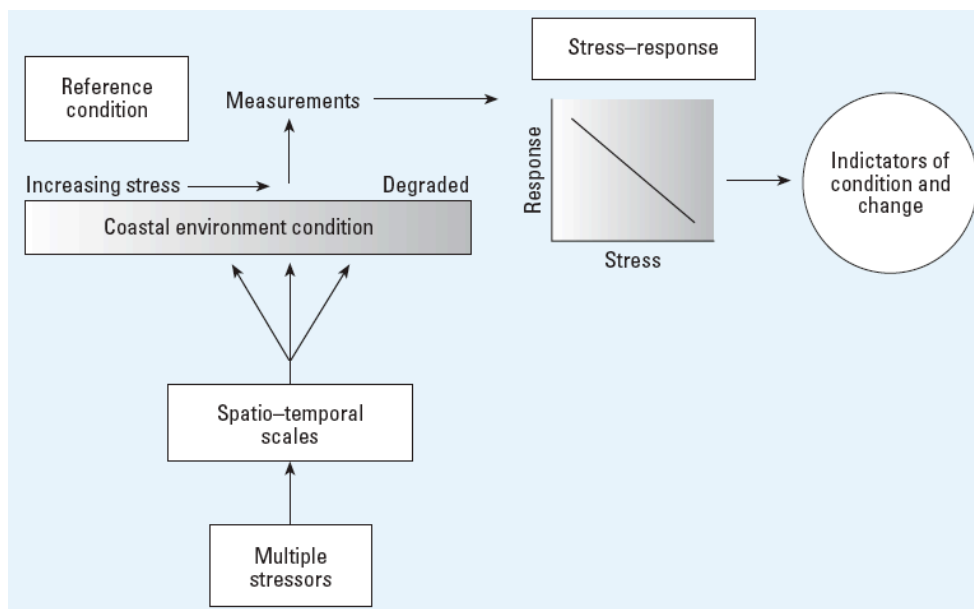 Reference
condition
Measurements
Stress–response
Increasing stress
Degraded
Coastal environment condition
Response
Stress
Indictators of
condition and
change
Spatio–temporal
scales
Multiple
stressors